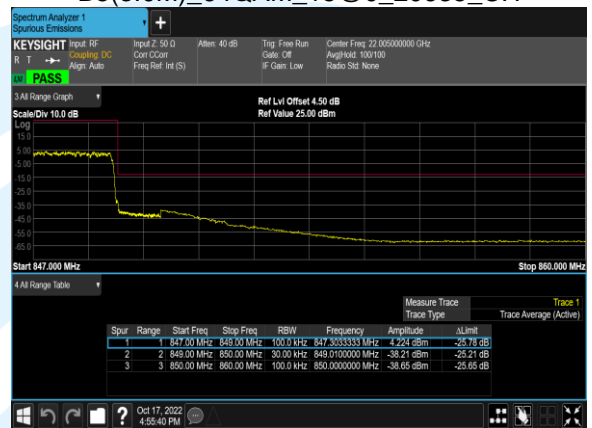 Spectrum Analyzer 1
Spurious Emissions
KEYSIGHT Input: RF Input Z: 50 Ω Atten: 40 dB Trig: Free Run Center Freq: 22.005000000 GHz
R T Coupling: DC Corr CCorr Gate: Off Avg|Hold: 100/100
Align: Auto Freq Ref: Int (S) IF Gain: Low Radio Std: None
PASS
3 All Range Graph
Ref Lvl Offset 4.50 dB
Scale/Div 10.0 dB Ref Value 25.00 dBm
Log
15.0
5.00
-5.00
-15.0
-25.0
-35.0
-45.0
-55.0
-65.0
Start 847.000 MHz Stop 860.000 MHz
4 All Range Table
Measure Trace Trace 1
Trace Type Trace Average (Active)
Spur Range Start Freq Stop Freq RBW Frequency Amplitude ΔLimit
1 1 847.00 MHz 849.00 MHz 100.0 kHz 847.3033333 MHz 4.224 dBm -25.78 dB
2 2 849.00 MHz 850.00 MHz 30.00 kHz 849.0100000 MHz -38.21 dBm -25.21 dB
3 3 850.00 MHz 860.00 MHz 100.0 kHz 850.0000000 MHz -38.65 dBm -25.65 dB
Oct 17, 2022
4:55:40 PM